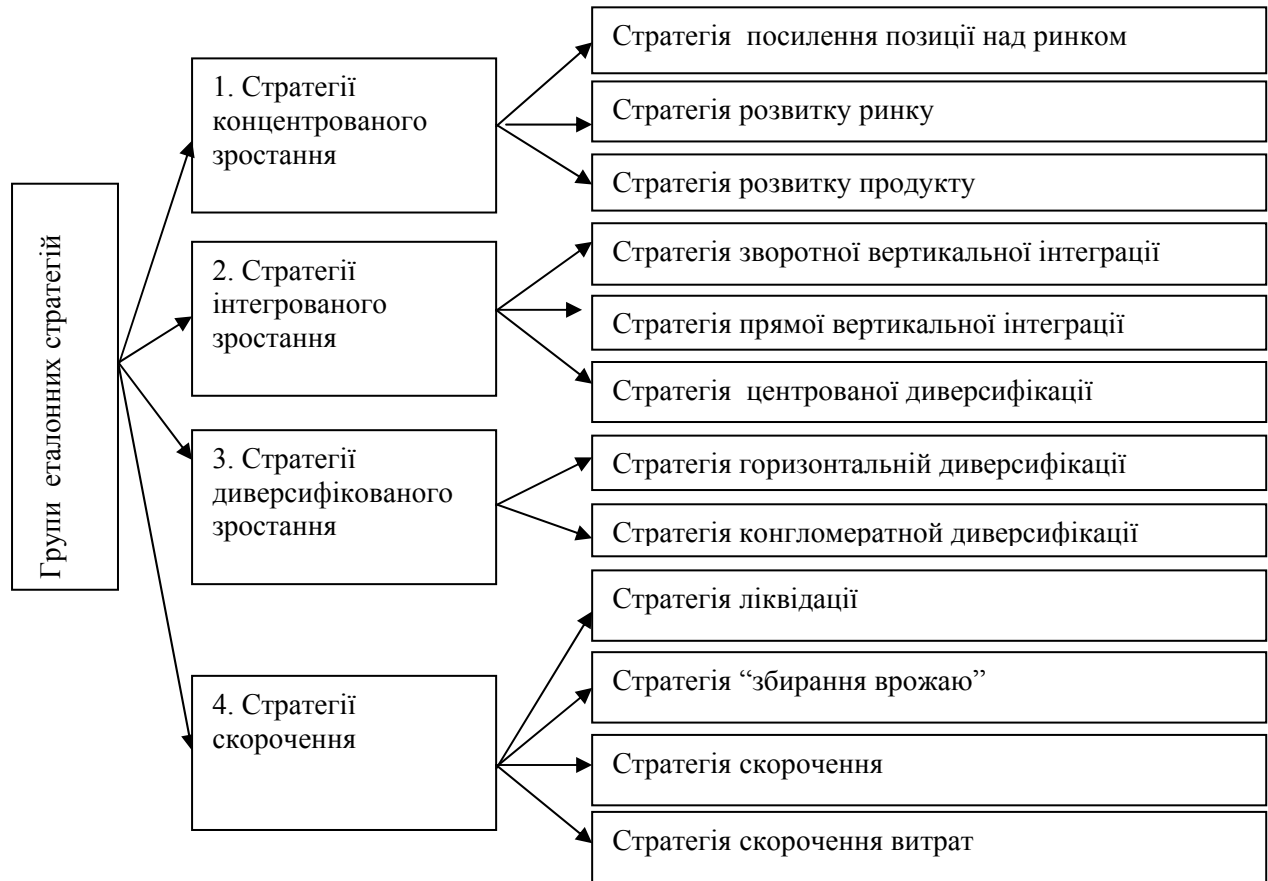 Групи еталонних стратегій
1. Стратегії
концентрованого
зростання
Стратегія посилення позиції над ринком
Стратегія розвитку ринку
Стратегія розвитку продукту
2. Стратегії
інтегрованого
зростання
Стратегія зворотної вертикальної інтеграції
Стратегія прямої вертикальної інтеграції
Стратегія центрованої диверсифікації
3. Стратегії
диверсифікованого
зростання
Стратегія горизонтальній диверсифікації
Стратегія конгломератной диверсифікації
4. Стратегії
скорочення
Стратегія ліквідації
Стратегія “збирання врожаю”
Стратегія скорочення
Стратегія скорочення витрат